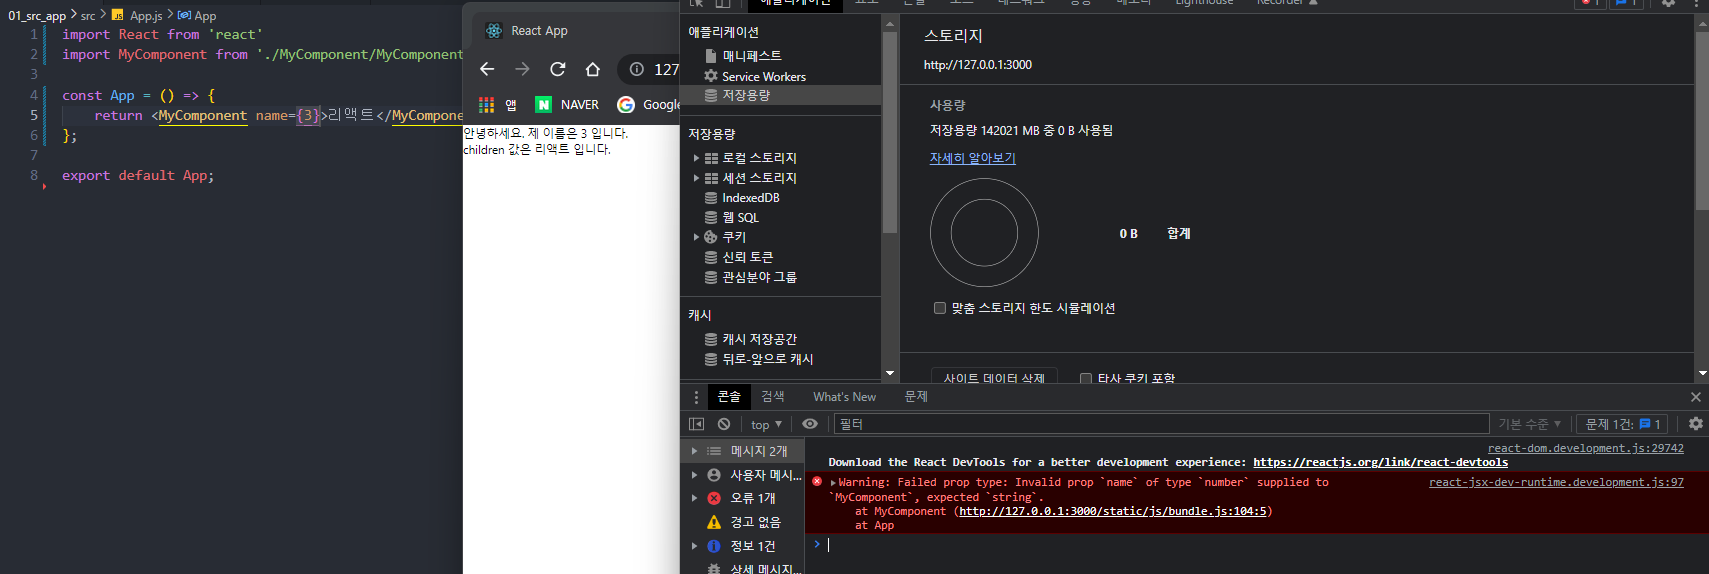 01_src_app > src > JS App.js > App
1 import React from 'react'
2 import MyComponent from './MyComponent/MyComponent
3
4 const App = () => {
5 return <MyComponent name={3}>리액트</MyCompone
6 };
7
8 export default App;
React App
127
앱
NAVER
Google
안녕하세요. 제 이름은 3 입니다.
children 값은 리액트 입니다.
애플리케이션
Lighthouse
Recorder
애플리케이션
매니페스트
Service Workers
저장용량
저장용량
로컬 스토리지
세션 스토리지
IndexedDB
웹 SQL
쿠키
신뢰 토큰
관심분야 그룹
캐시
캐시 저장공간
뒤로-앞으로 캐시
스토리지
http://127.0.0.1:3000
사용량
저장용량 142021 MB 중 0 B 사용됨
자세히 알아보기
0 B 합계
맞춤 스토리지 한도 시뮬레이션
사이트 데이터 삭제
타사 쿠키 포함
콘솔 검색 What's New 문제
top
필터
기본 수준
문제 1건: 1
메시지 2개
사용자 메시...
오류 1개
경고 없음
정보 1건
상세 메시지...
react-dom.development.js:29742
Download the React DevTools for a better development experience: https://reactjs.org/link/react-devtools
Warning: Failed prop type: Invalid prop `name` of type `number` supplied to react-jsx-dev-runtime.development.js:97
`MyComponent`, expected `string`.
at MyComponent (http://127.0.0.1:3000/static/js/bundle.js:104:5)
at App